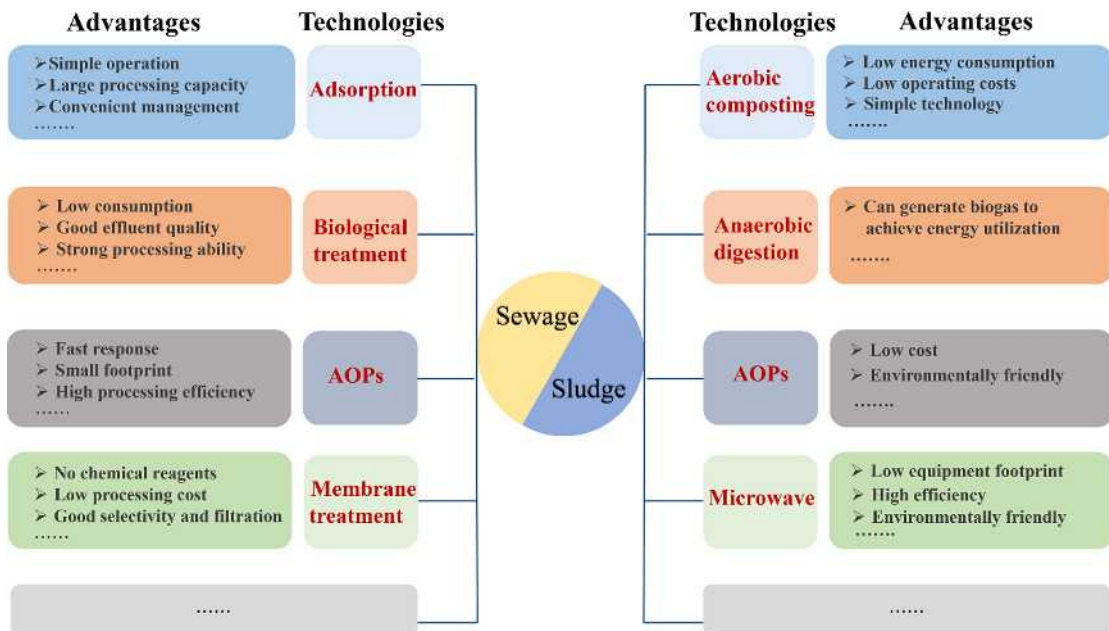 Advantages
Technologies
➢ Simple operation
➢ Large processing capacity
➢ Convenient management
.......
Adsorption
➢ Low consumption
➢ Good effluent quality
➢ Strong processing ability
.......
Biological
treatment
➢ Fast response
➢ Small footprint
➢ High processing efficiency
......
AOPs
➢ No chemical reagents
➢ Low processing cost
➢ Good selectivity and filtration
......
Membrane
treatment
......
Sewage
Sludge
Technologies
Advantages
Aerobic
composting
➢ Low energy consumption
➢ Low operating costs
➢ Simple technology
.......
Anaerobic
digestion
➢ Can generate biogas to
achieve energy utilization
.......
AOPs
➢ Low cost
➢ Environmentally friendly
.......
Microwave
➢ Low equipment footprint
➢ High efficiency
➢ Environmentally friendly
.......
......